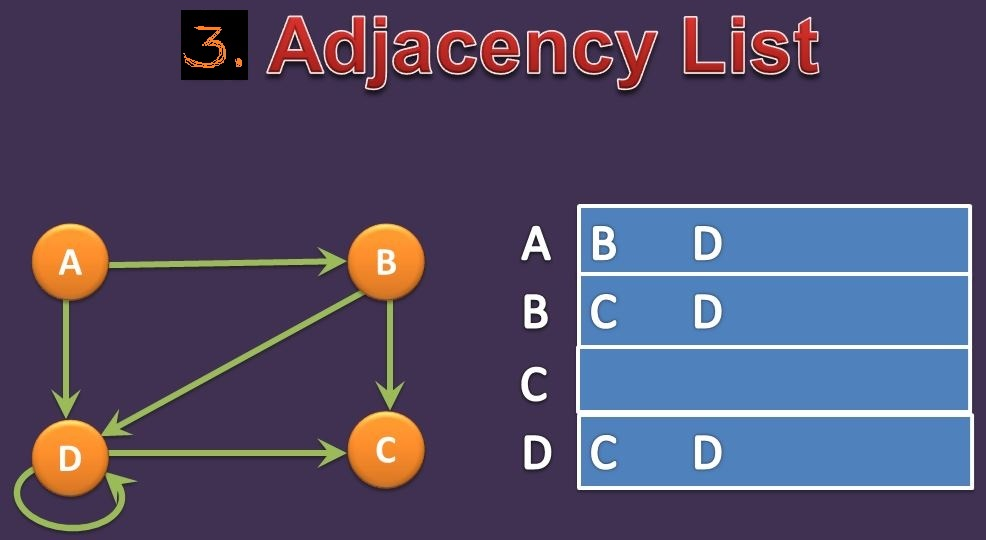 3. Adjacency List
A B
D C
A B D
B C D
C
D C D